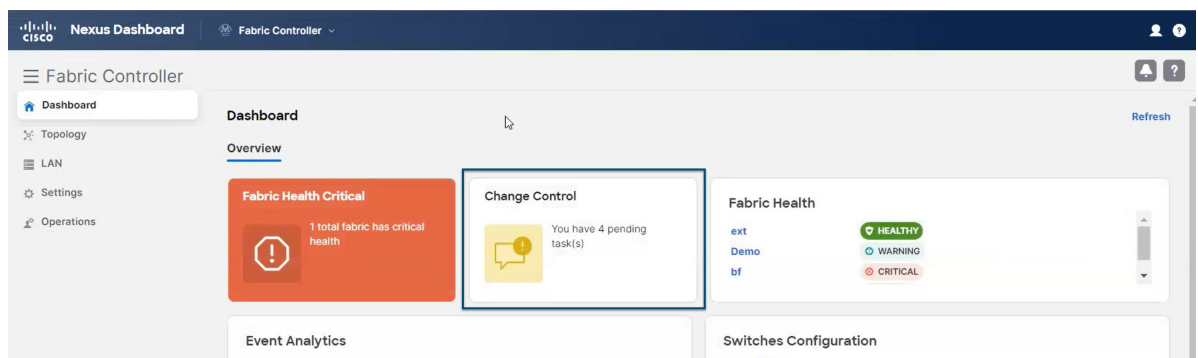 CISCO Nexus Dashboard Fabric Controller
Fabric Controller
Dashboard
Topology
LAN
Settings
Operations
Dashboard
Refresh
Overview
Fabric Health Critical
1 total fabric has critical
health
Change Control
You have 4 pending
task(s)
Fabric Health
ext HEALTHY
Demo WARNING
bf CRITICAL
Event Analytics
Switches Configuration